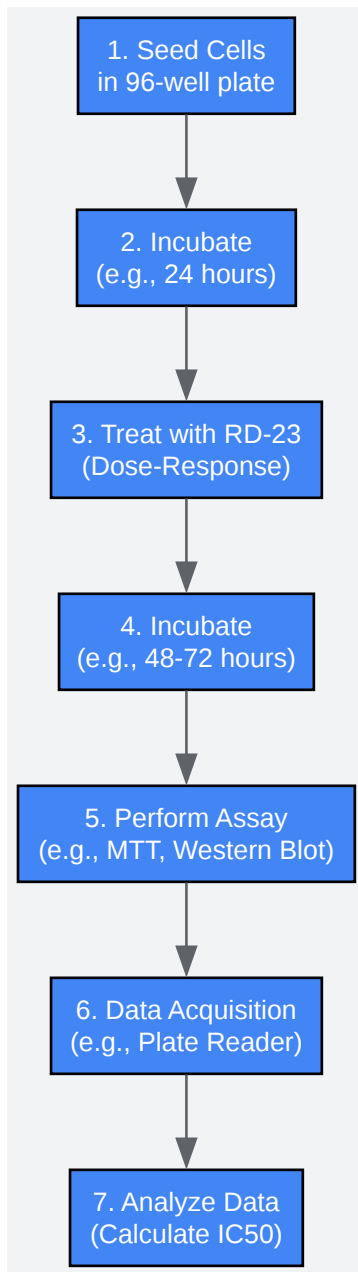 1. Seed Cells
in 96-well plate
2. Incubate
(e.g., 24 hours)
3. Treat with RD-23
(Dose-Response)
4. Incubate
(e.g., 48-72 hours)
5. Perform Assay
(e.g., MTT, Western Blot)
6. Data Acquisition
(e.g., Plate Reader)
7. Analyze Data
(Calculate IC50)